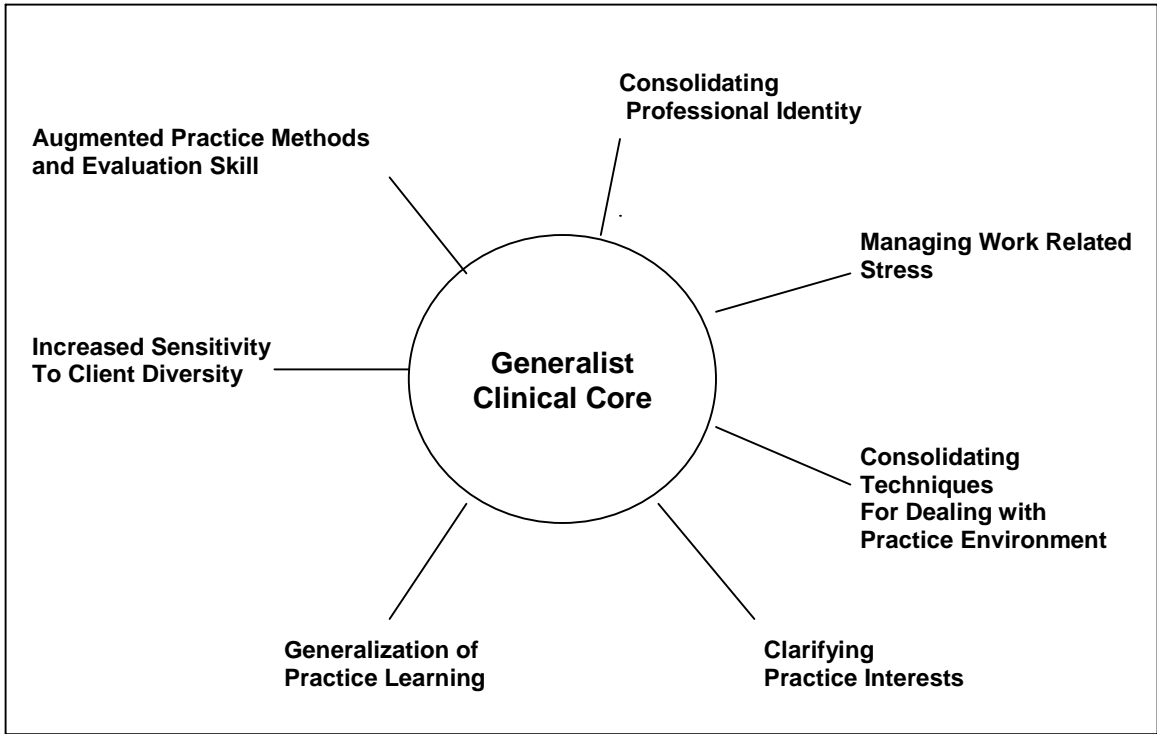 Consolidating
Professional Identity
Augmented Practice Methods
and Evaluation Skill
Managing Work Related
Stress
Increased Sensitivity
To Client Diversity
Generalist
Clinical Core
Consolidating
Techniques
For Dealing with
Practice Environment
Generalization of
Practice Learning
Clarifying
Practice Interests